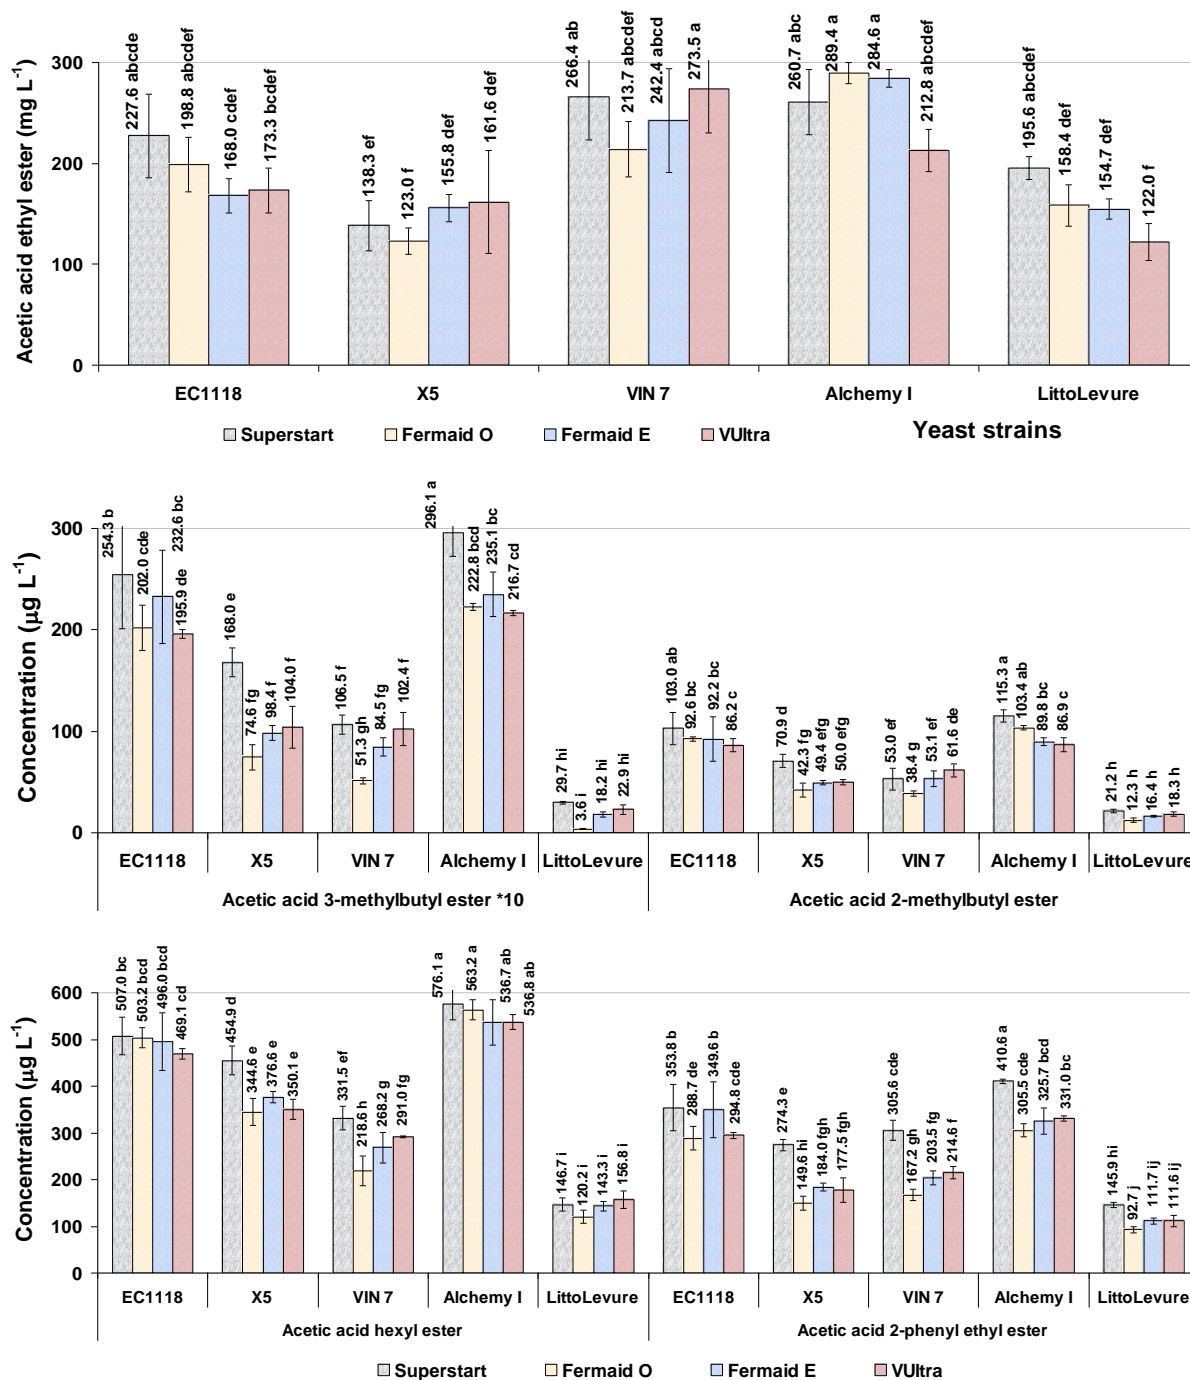 Acetic acid ethyl ester (mg L-1)
300
200
100
0
227.6 abcde
198.8 abcdef
168.0 cdef
173.3 bcdef
138.3 ef
123.0 f
155.8 def
161.6 def
266.4 ab
213.7 abcdef
242.4 abcd
273.5 a
260.7 abc
289.4 a
284.6 a
212.8 abcdef
195.6 abcdef
158.4 def
154.7 def
122.0 f
EC1118 X5 VIN 7 Alchemy I LittoLevure
Superstart Fermaid O Fermaid E VUltra
Yeast strains
Concentration (µg L-1)
300
200
100
0
254.3 b
202.0 cde
232.6 bc
195.9 de
168.0 e
74.6 fg
98.4 f
104.0 f
106.5 f
51.3 gh
84.5 fg
102.4 f
296.1 a
222.8 bcd
235.1 bc
216.7 cd
29.7 hi
3.6 i
18.2 hi
22.9 hi
103.0 ab
92.6 bc
92.2 bc
86.2 c
70.9 d
42.3 fg
49.4 efg
50.0 efg
53.0 ef
38.4 g
53.1 ef
61.6 de
115.3 a
103.4 ab
89.8 bc
86.9 c
21.2 h
12.3 h
16.4 h
18.3 h
EC1118 X5 VIN 7 Alchemy I LittoLevure EC1118 X5 VIN 7 Alchemy I LittoLevure
Acetic acid 3-methylbutyl ester *10 Acetic acid 2-methylbutyl ester
Concentration (µg L-1)
600
500
400
300
200
100
0
507.0 bc
503.2 bcd
496.0 bcd
469.1 cd
454.9 d
344.6 e
376.6 e
350.1 e
331.5 ef
218.6 h
268.2 g
291.0 fg
576.1 a
563.2 a
536.7 ab
536.8 ab
146.7 i
120.2 i
143.3 i
156.8 i
353.8 b
288.7 de
349.6 b
294.8 cde
274.3 e
149.6 hi
184.0 fgh
177.5 fgh
305.6 cde
167.2 gh
203.5 fg
214.6 f
410.6 a
305.5 cde
325.7 bcd
331.0 bc
145.9 hi
92.7 j
111.7 ij
111.6 ij
EC1118 X5 VIN 7 Alchemy I LittoLevure EC1118 X5 VIN 7 Alchemy I LittoLevure
Acetic acid hexyl ester Acetic acid 2-phenyl ethyl ester
Superstart Fermaid O Fermaid E VUltra